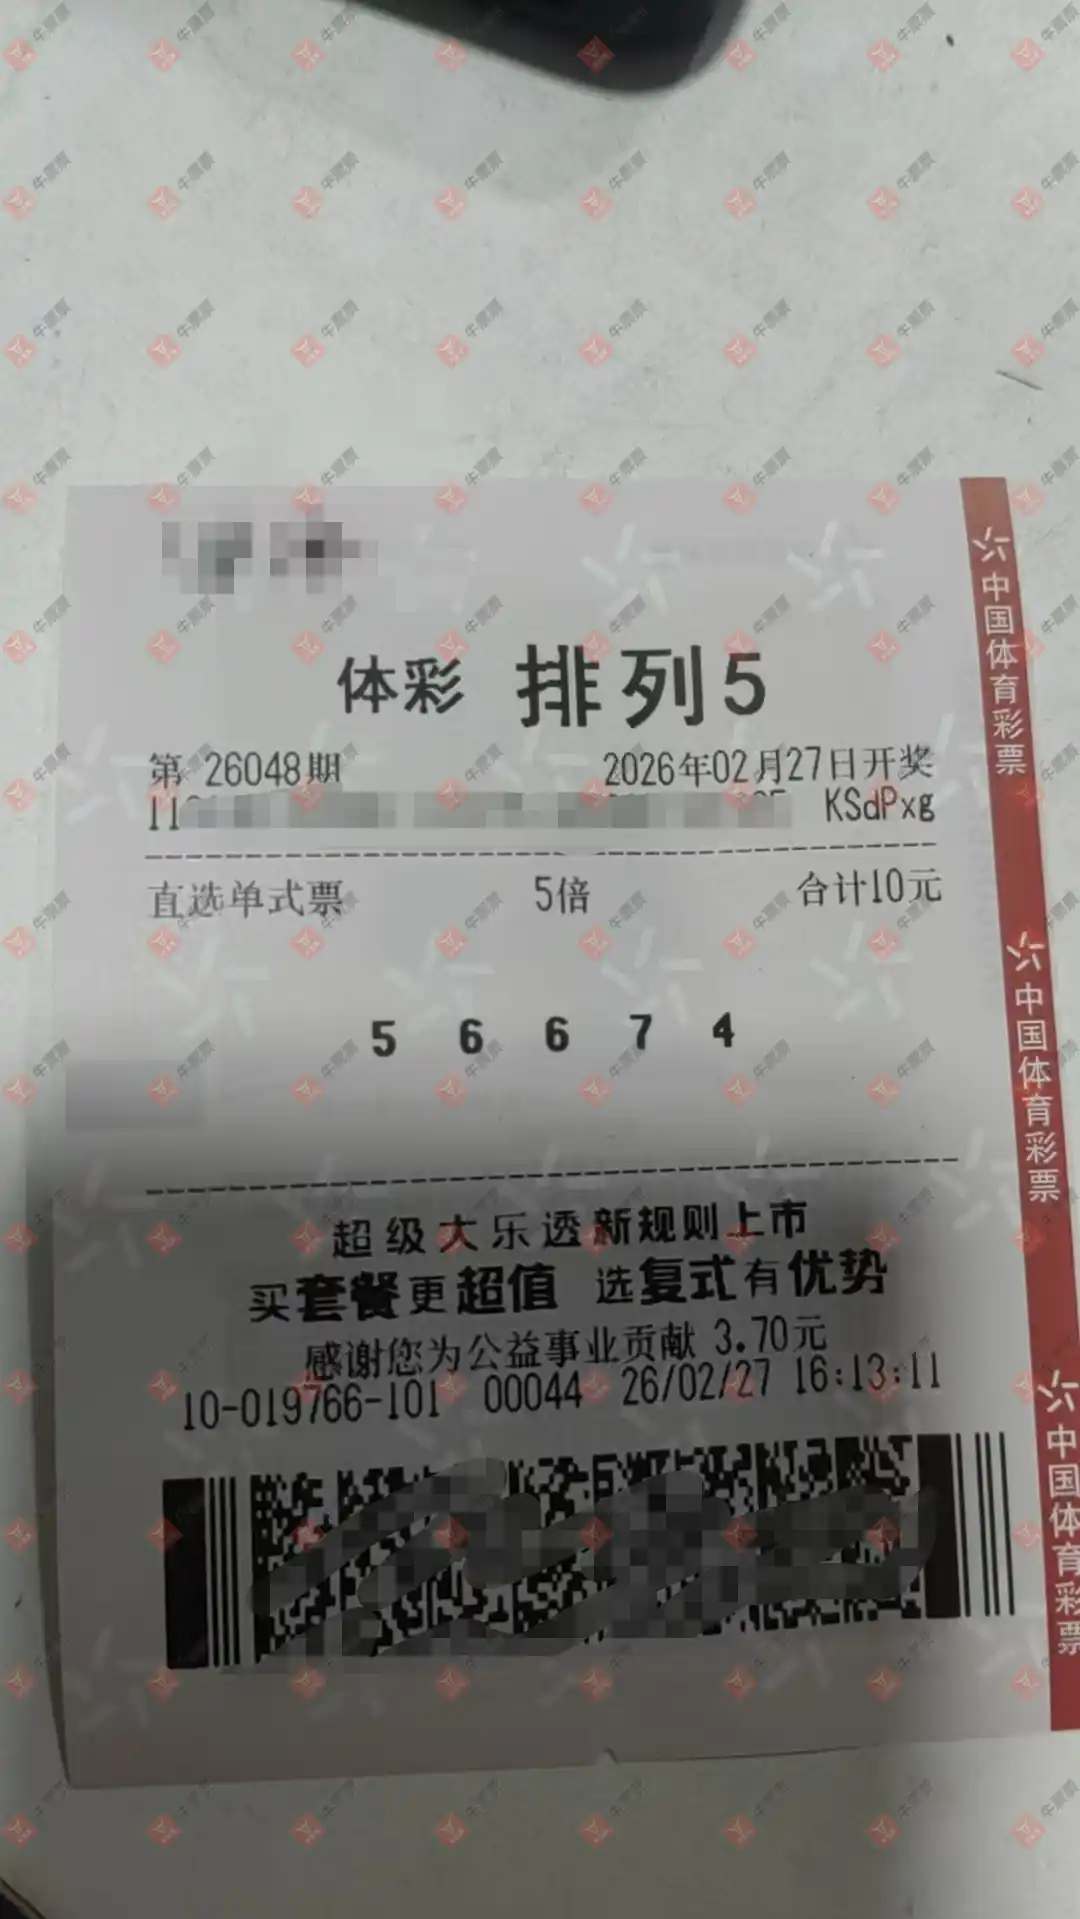 体彩 排列5
第 26048期 2026年02月27日开奖
11 KSdPxg
直选单式票 5倍 合计10元
5 6 6 7 4
超级大乐透新规则上市
买套餐更超值 选复式有优势
感谢您为公益事业贡献 3.70元
10-019766-101 00044 26/02/27 16:13:11
中国体育彩票
中国体育彩票
中国体育彩票
牛票票